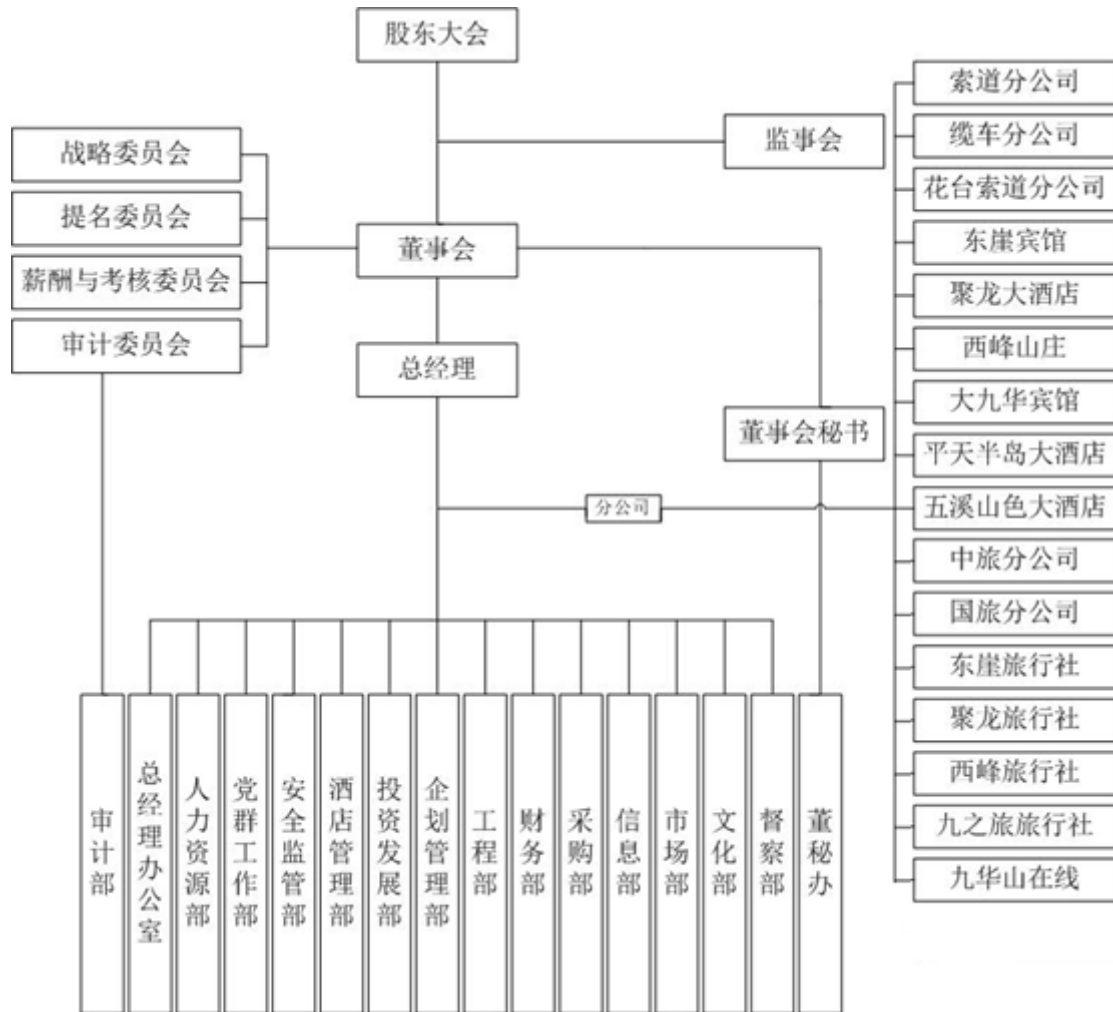 股东大会
监事会
战略委员会
提名委员会
薪酬与考核委员会
审计委员会
董事会
总经理
董事会秘书
分公司
索道分公司
缆车分公司
花台索道分公司
东崖宾馆
聚龙大酒店
西峰山庄
大九华宾馆
平天半岛大酒店
五溪山色大酒店
中旅分公司
国旅分公司
东崖旅行社
聚龙旅行社
西峰旅行社
九之旅旅行社
九华山在线
审计部
总经理办公室
人力资源部
党群工作部
安全监管部
酒店管理部
投资发展部
企划管理部
工程部
财务部
采购部
信息部
市场部
文化部
督察部
董秘办